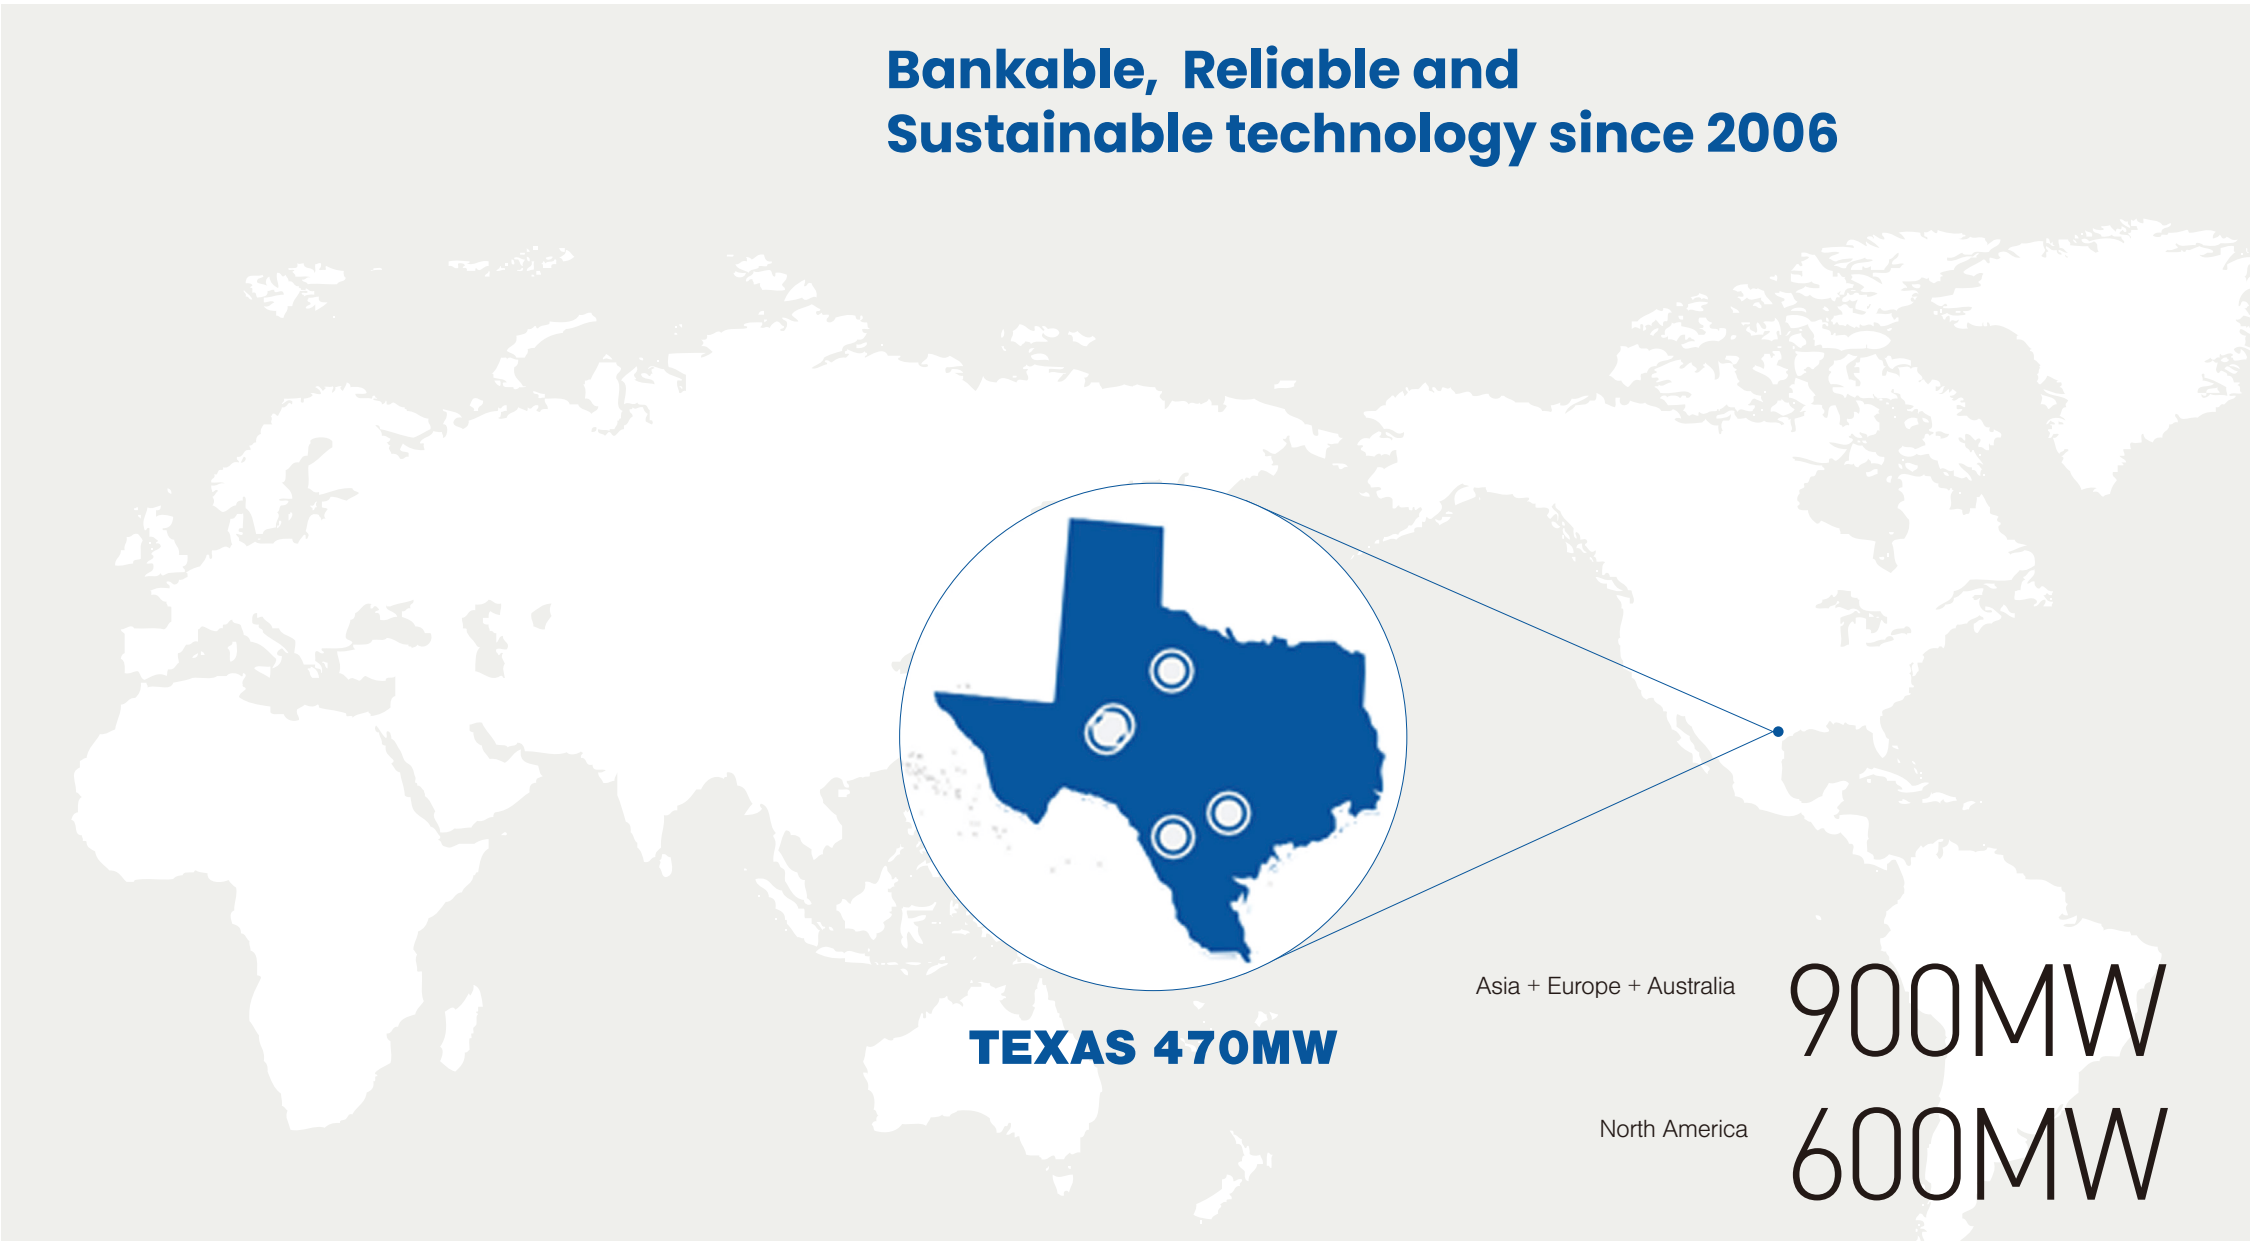 Bankable, Reliable and
Sustainable technology since 2006
TEXAS 470MW
Asia + Europe + Australia 900MW
North America 600MW